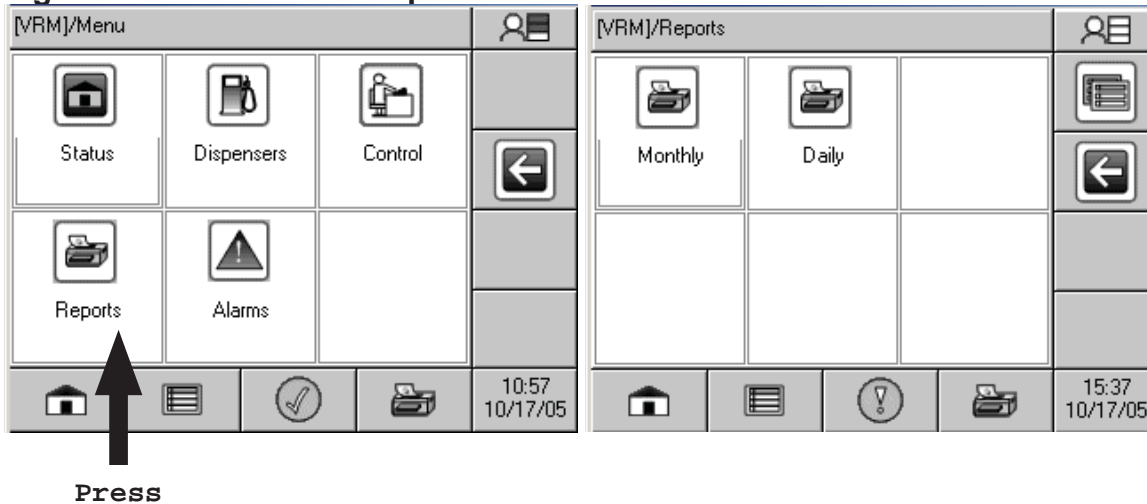 [VRM]/Menu
Status
Dispensers
Control
Reports
Alarms
10:57
10/17/05
Press
[VRM]/Reports
Monthly
Daily
15:37
10/17/05